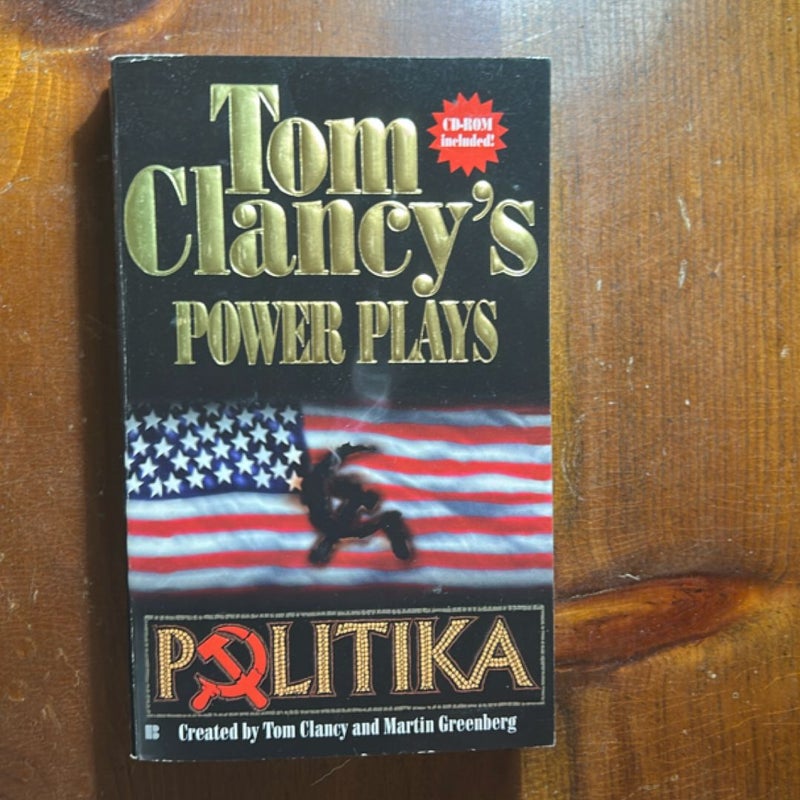 Tom
Clancy's
CD-ROM
included!
POWER PLAYS
POLITIKA
B
Created by Tom Clancy and Martin Greenberg